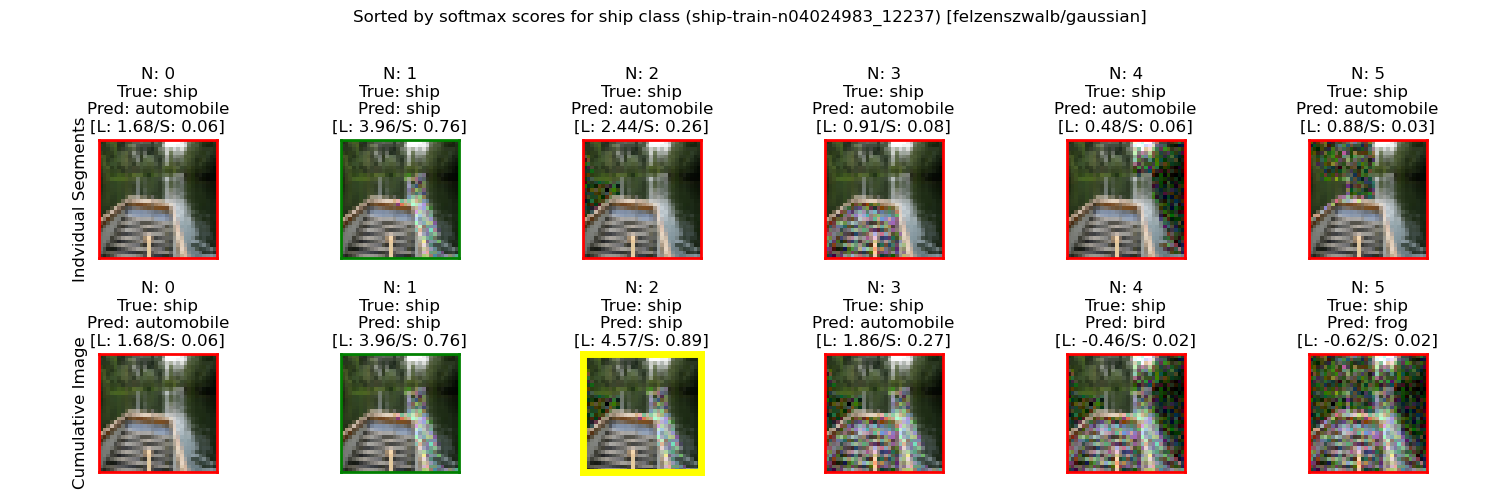 Sorted by softmax scores for ship class (ship-train-n04024983_12237) [felzenszwalb/gaussian]
Indvidual Segments
N: 0
True: ship
Pred: automobile
[L: 1.68/S: 0.06]
N: 1
True: ship
Pred: ship
[L: 3.96/S: 0.76]
N: 2
True: ship
Pred: automobile
[L: 2.44/S: 0.26]
N: 3
True: ship
Pred: automobile
[L: 0.91/S: 0.08]
N: 4
True: ship
Pred: automobile
[L: 0.48/S: 0.06]
N: 5
True: ship
Pred: automobile
[L: 0.88/S: 0.03]
Cumulative Image
N: 0
True: ship
Pred: automobile
[L: 1.68/S: 0.06]
N: 1
True: ship
Pred: ship
[L: 3.96/S: 0.76]
N: 2
True: ship
Pred: ship
[L: 4.57/S: 0.89]
N: 3
True: ship
Pred: automobile
[L: 1.86/S: 0.27]
N: 4
True: ship
Pred: bird
[L: -0.46/S: 0.02]
N: 5
True: ship
Pred: frog
[L: -0.62/S: 0.02]